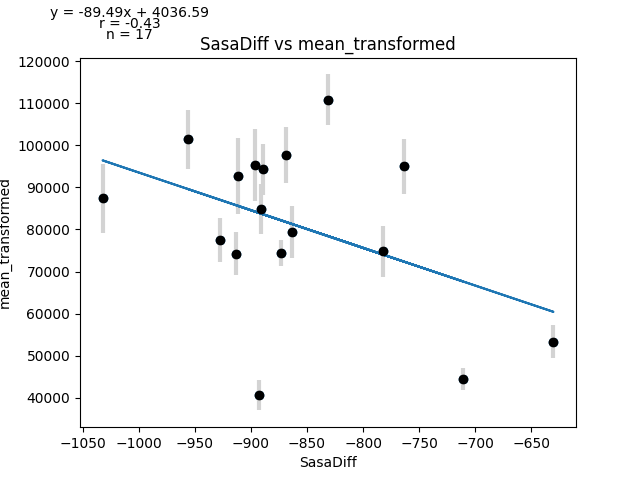 y = -89.49x + 4036.59
r = -0.43
n = 17
SasaDiff vs mean_transformed
120000
110000
100000
90000
80000
70000
60000
50000
40000
mean_transformed
−1050 −1000 −950 −900 −850 −800 −750 −700 −650
SasaDiff